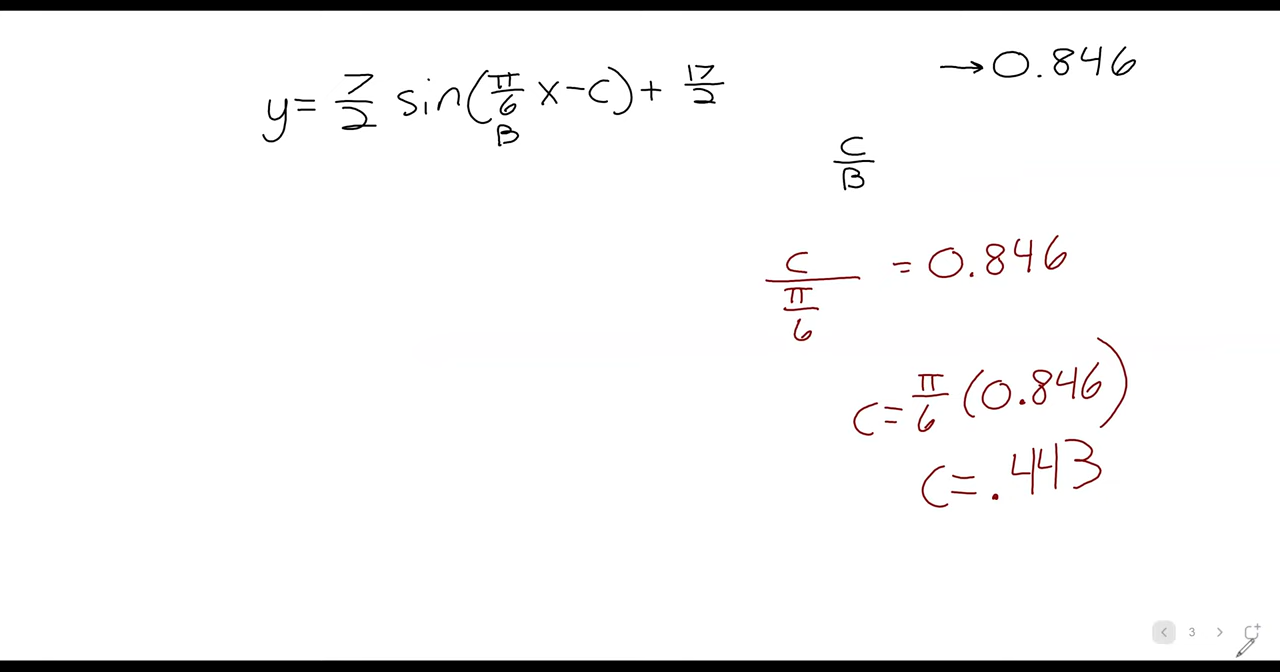 y = 7/2 sin(π/6 x - C) + 17/2
B
→ 0.846
C/B
C/(π/6) = 0.846
C = π/6 (0.846)
C = .443
3